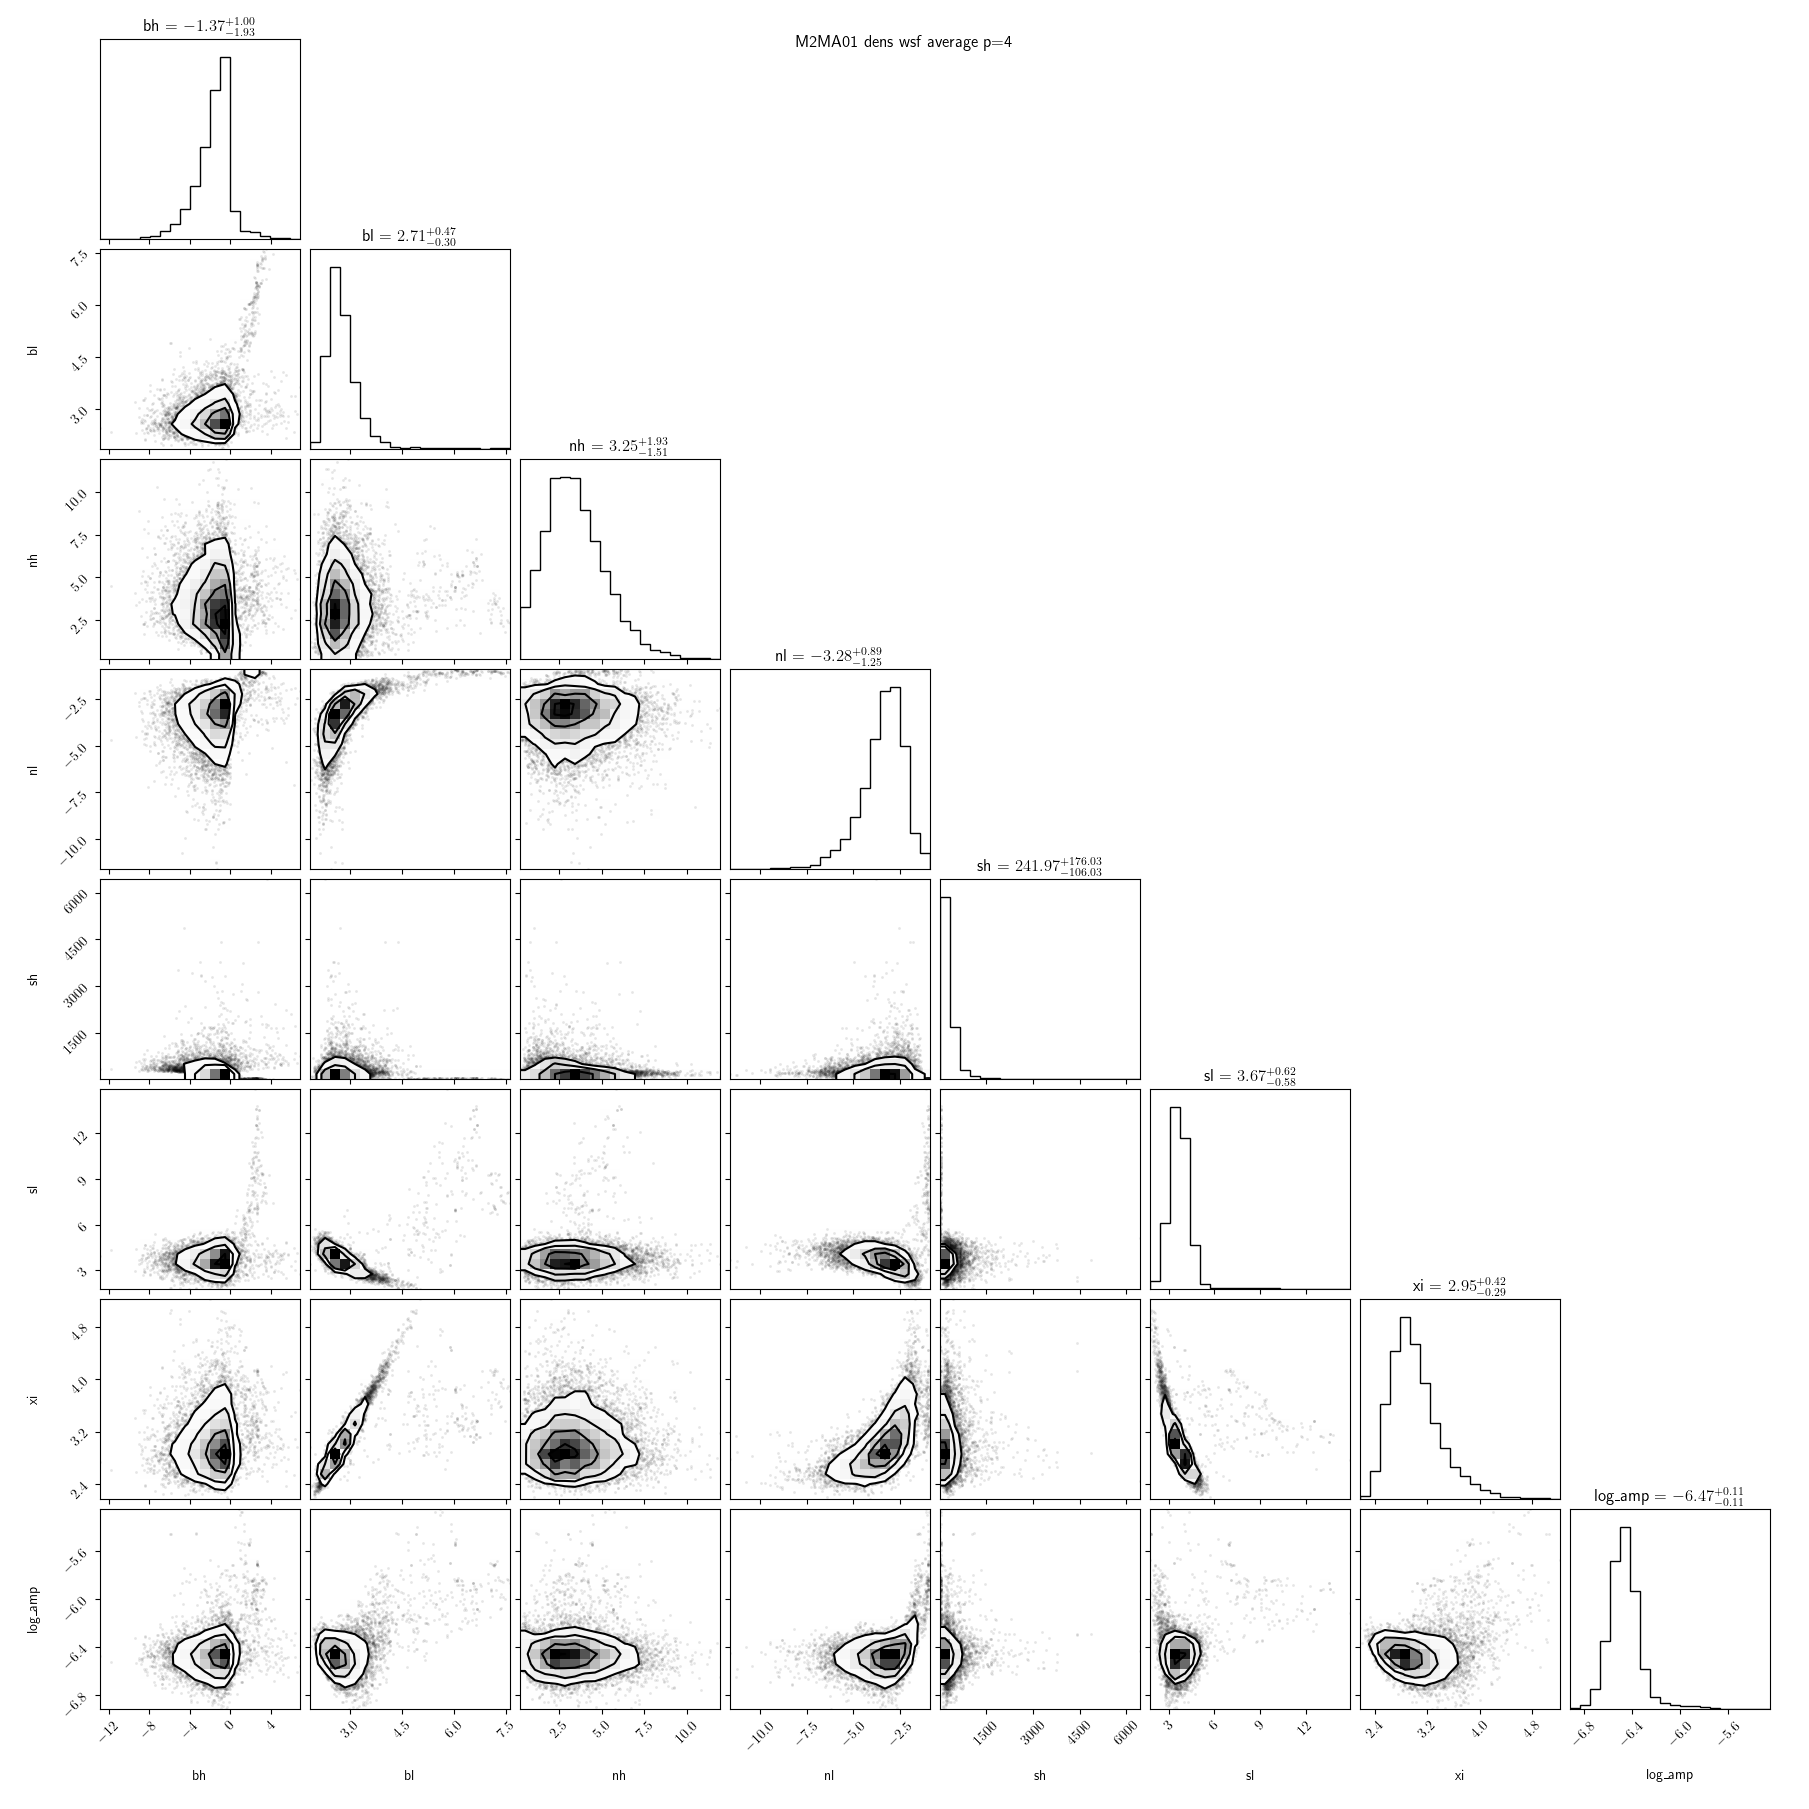 M2MA01 dens wsf average p=4
bh = −1.37 +1.00 −1.93
bl = 2.71 +0.47 −0.30
7.5
6.0
4.5
3.0
bl
nh = 3.25 +1.93 −1.51
10.0
7.5
5.0
2.5
nh
nl = −3.28 +0.89 −1.25
−2.5
−5.0
−7.5
−10.0
nl
sh = 241.97 +176.03 −106.03
6000
4500
3000
1500
sh
sl = 3.67 +0.62 −0.58
12
9
6
3
sl
xi = 2.95 +0.42 −0.29
4.8
4.0
3.2
2.4
xi
log_amp = −6.47 +0.11 −0.11
−5.6
−6.0
−6.4
−6.8
log_amp
−12 −8 −4 0 4 3.0 4.5 6.0 7.5 2.5 5.0 7.5 10.0 −10.0 −7.5 −5.0 −2.5 1500 3000 4500 6000 3 6 9 12 2.4 3.2 4.0 4.8 −6.8 −6.4 −6.0 −5.6
bh bl nh nl sh sl xi log_amp